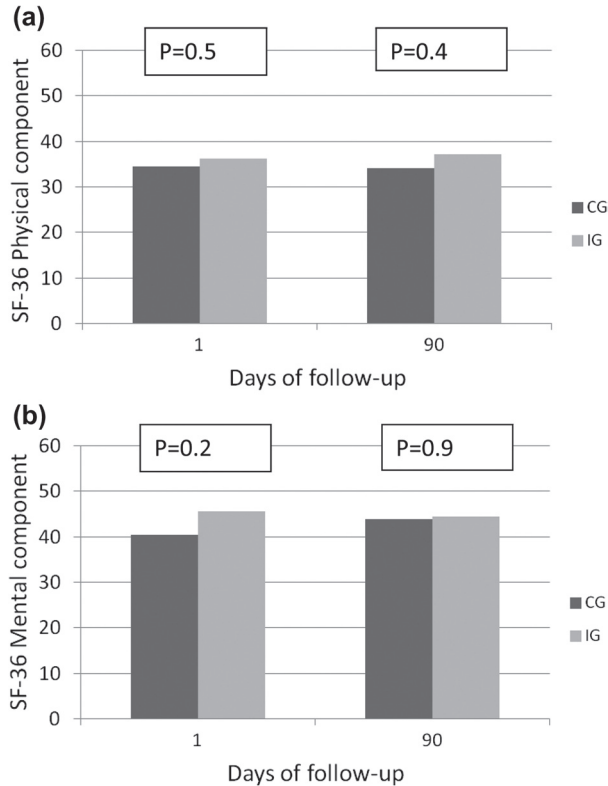 (a)
P=0.5 P=0.4
60
50
40
30
20
10
0
SF-36 Physical component
CG
IG
1 90
Days of follow-up
(b)
P=0.2 P=0.9
60
50
40
30
20
10
0
SF-36 Mental component
CG
IG
1 90
Days of follow-up